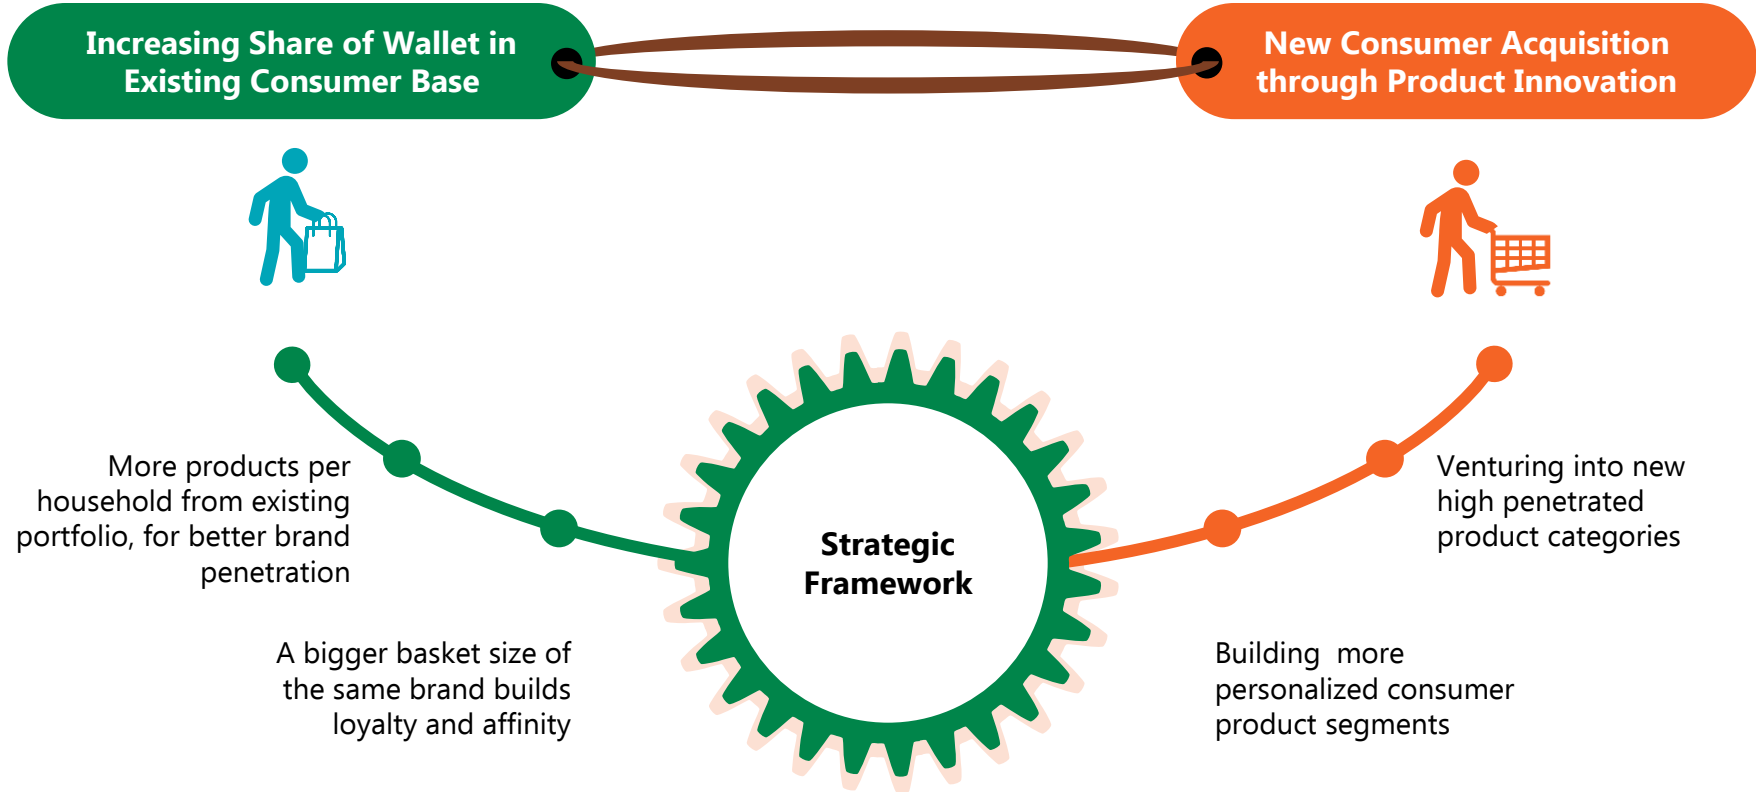 Increasing Share of Wallet in
Existing Consumer Base
New Consumer Acquisition
through Product Innovation
More products per
household from existing
portfolio, for better brand
penetration
A bigger basket size of
the same brand builds
loyalty and affinity
Strategic
Framework
Venturing into new
high penetrated
product categories
Building  more
personalized consumer
product segments